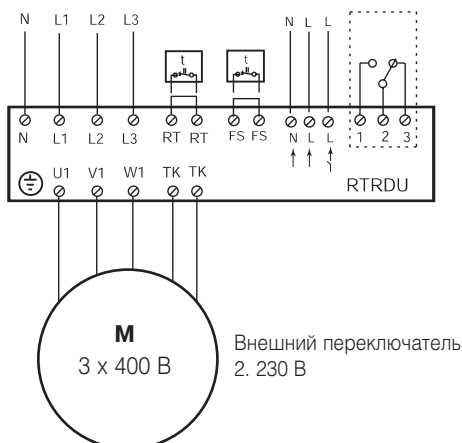 N L1 L2 L3 N L L
t t
N L1 L2 L3 RT RT FS FS N L L 1 2 3
U1 V1 W1 TK TK RTRDU
M
3 x 400 В
Внешний переключатель
2. 230 В